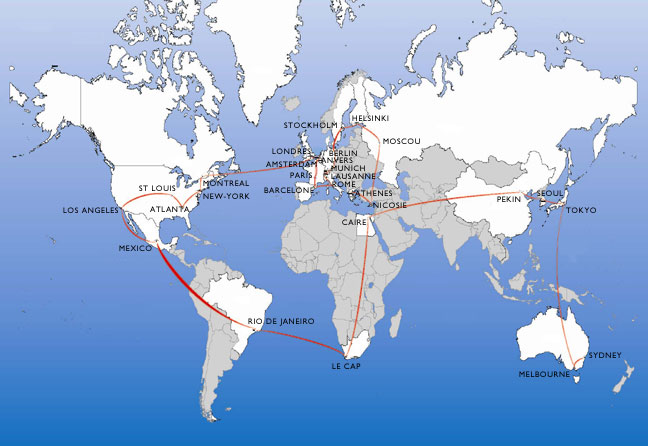 HELSINKI
STOCKHOLM
MOSCOU
LONDRES
BERLIN
AMSTERDAM
ANVERS
MUNICH
PARIS
LAUSANNE
MONTREAL
ST LOUIS
BARCELONE
ROME
ATHENES
NEW-YORK
SEOUL
PEKIN
NICOSIE
LOS ANGELES
ATLANTA
TOKYO
CAIRE
MEXICO
RIO DE JANEIRO
SYDNEY
LE CAP
MELBOURNE